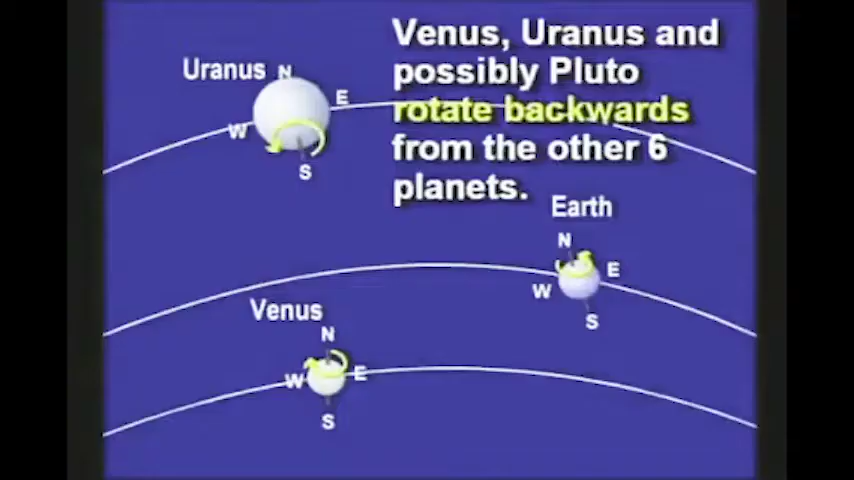 Venus, Uranus and
possibly Pluto
rotate backwards
from the other 6
planets.
Uranus
N
E
W
S
Earth
N
E
W
S
Venus
N
W
E
S